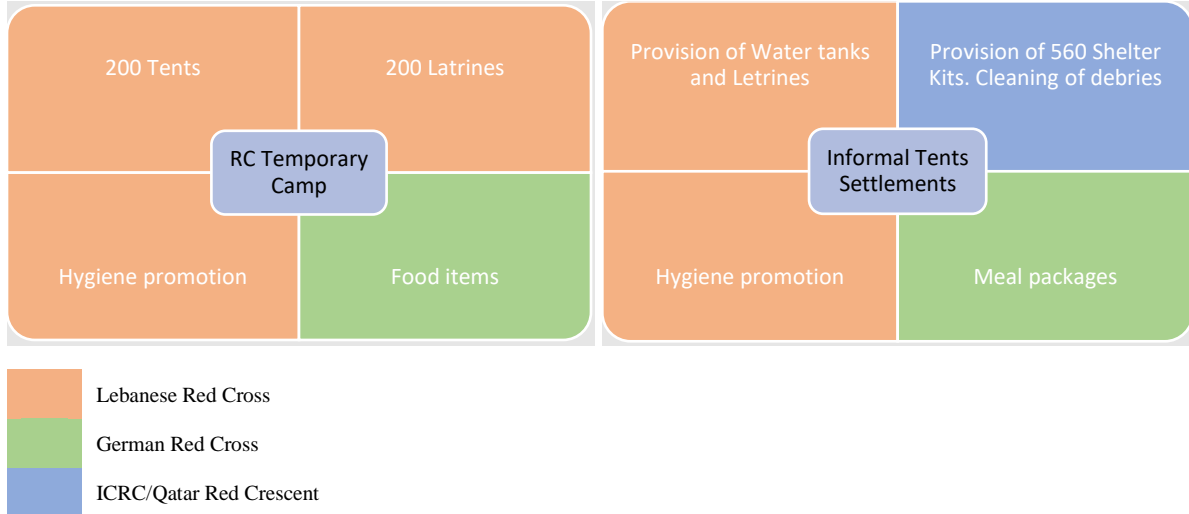 200 Tents
200 Latrines
RC Temporary
Camp
Hygiene promotion
Food items
Provision of Water tanks
and Letrines
Provision of 560 Shelter
Kits. Cleaning of debries
Informal Tents
Settlements
Hygiene promotion
Meal packages
Lebanese Red Cross
German Red Cross
ICRC/Qatar Red Crescent